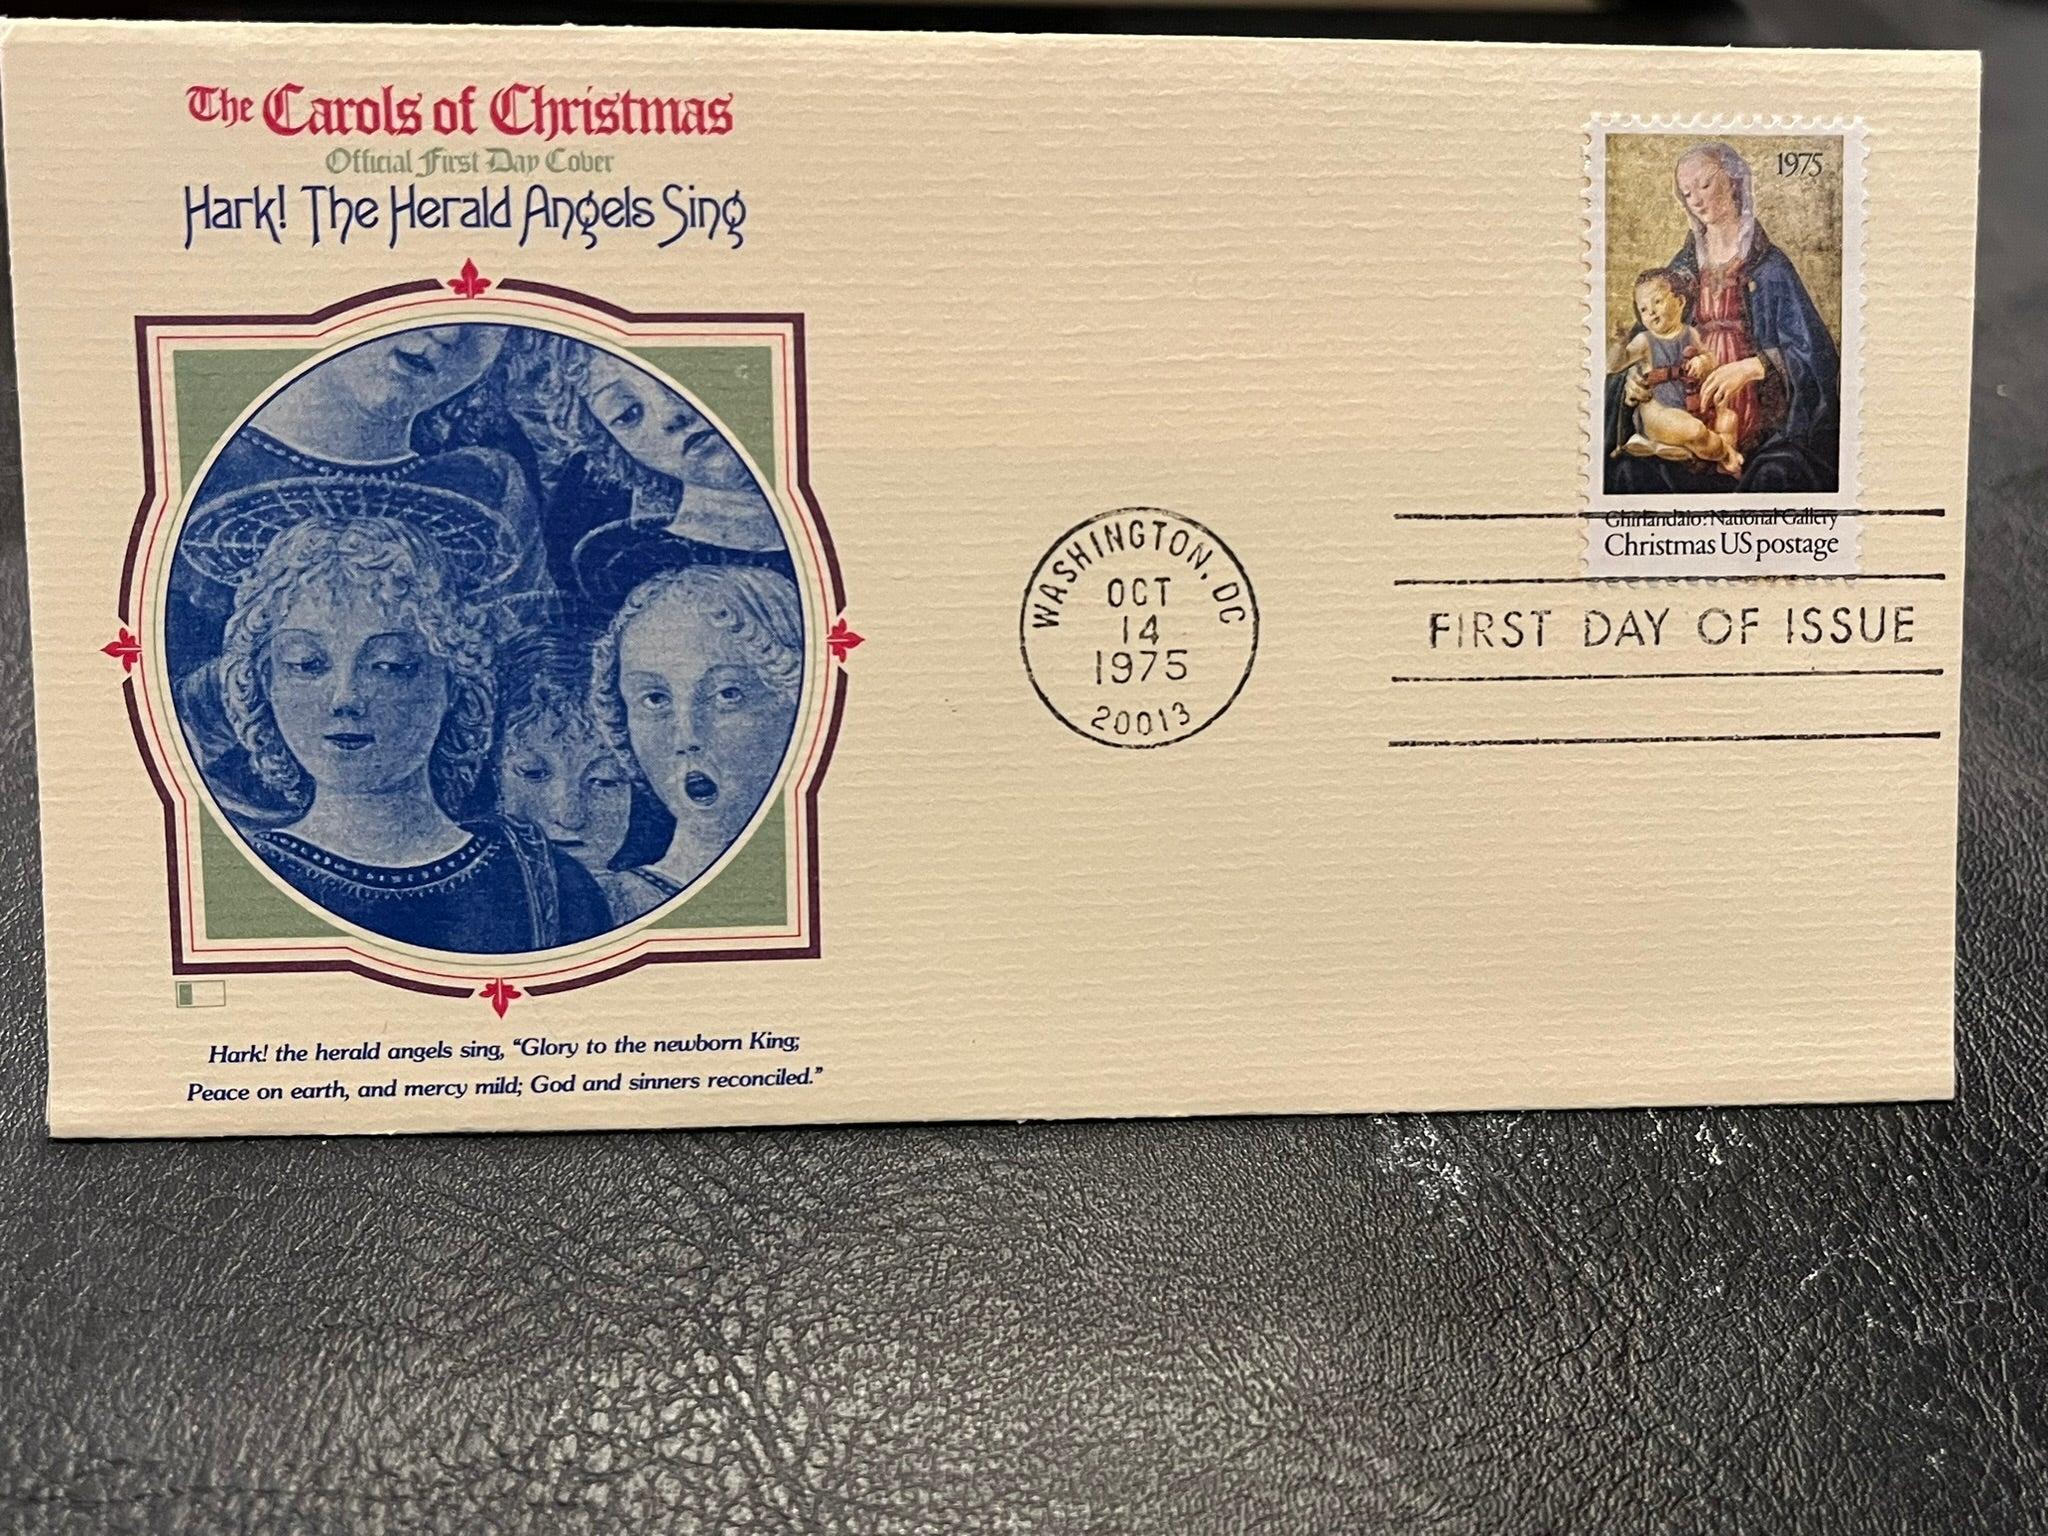 The Carols of Christmas
Official First Day Cover
Hark! The Herald Angels Sing
1975
Ghirlandaio: National Gallery
Christmas US postage
WASHINGTON, DC
OCT
14
1975
20013
FIRST DAY OF ISSUE
Hark! the herald angels sing, “Glory to the newborn King;
Peace on earth, and mercy mild; God and sinners reconciled.”